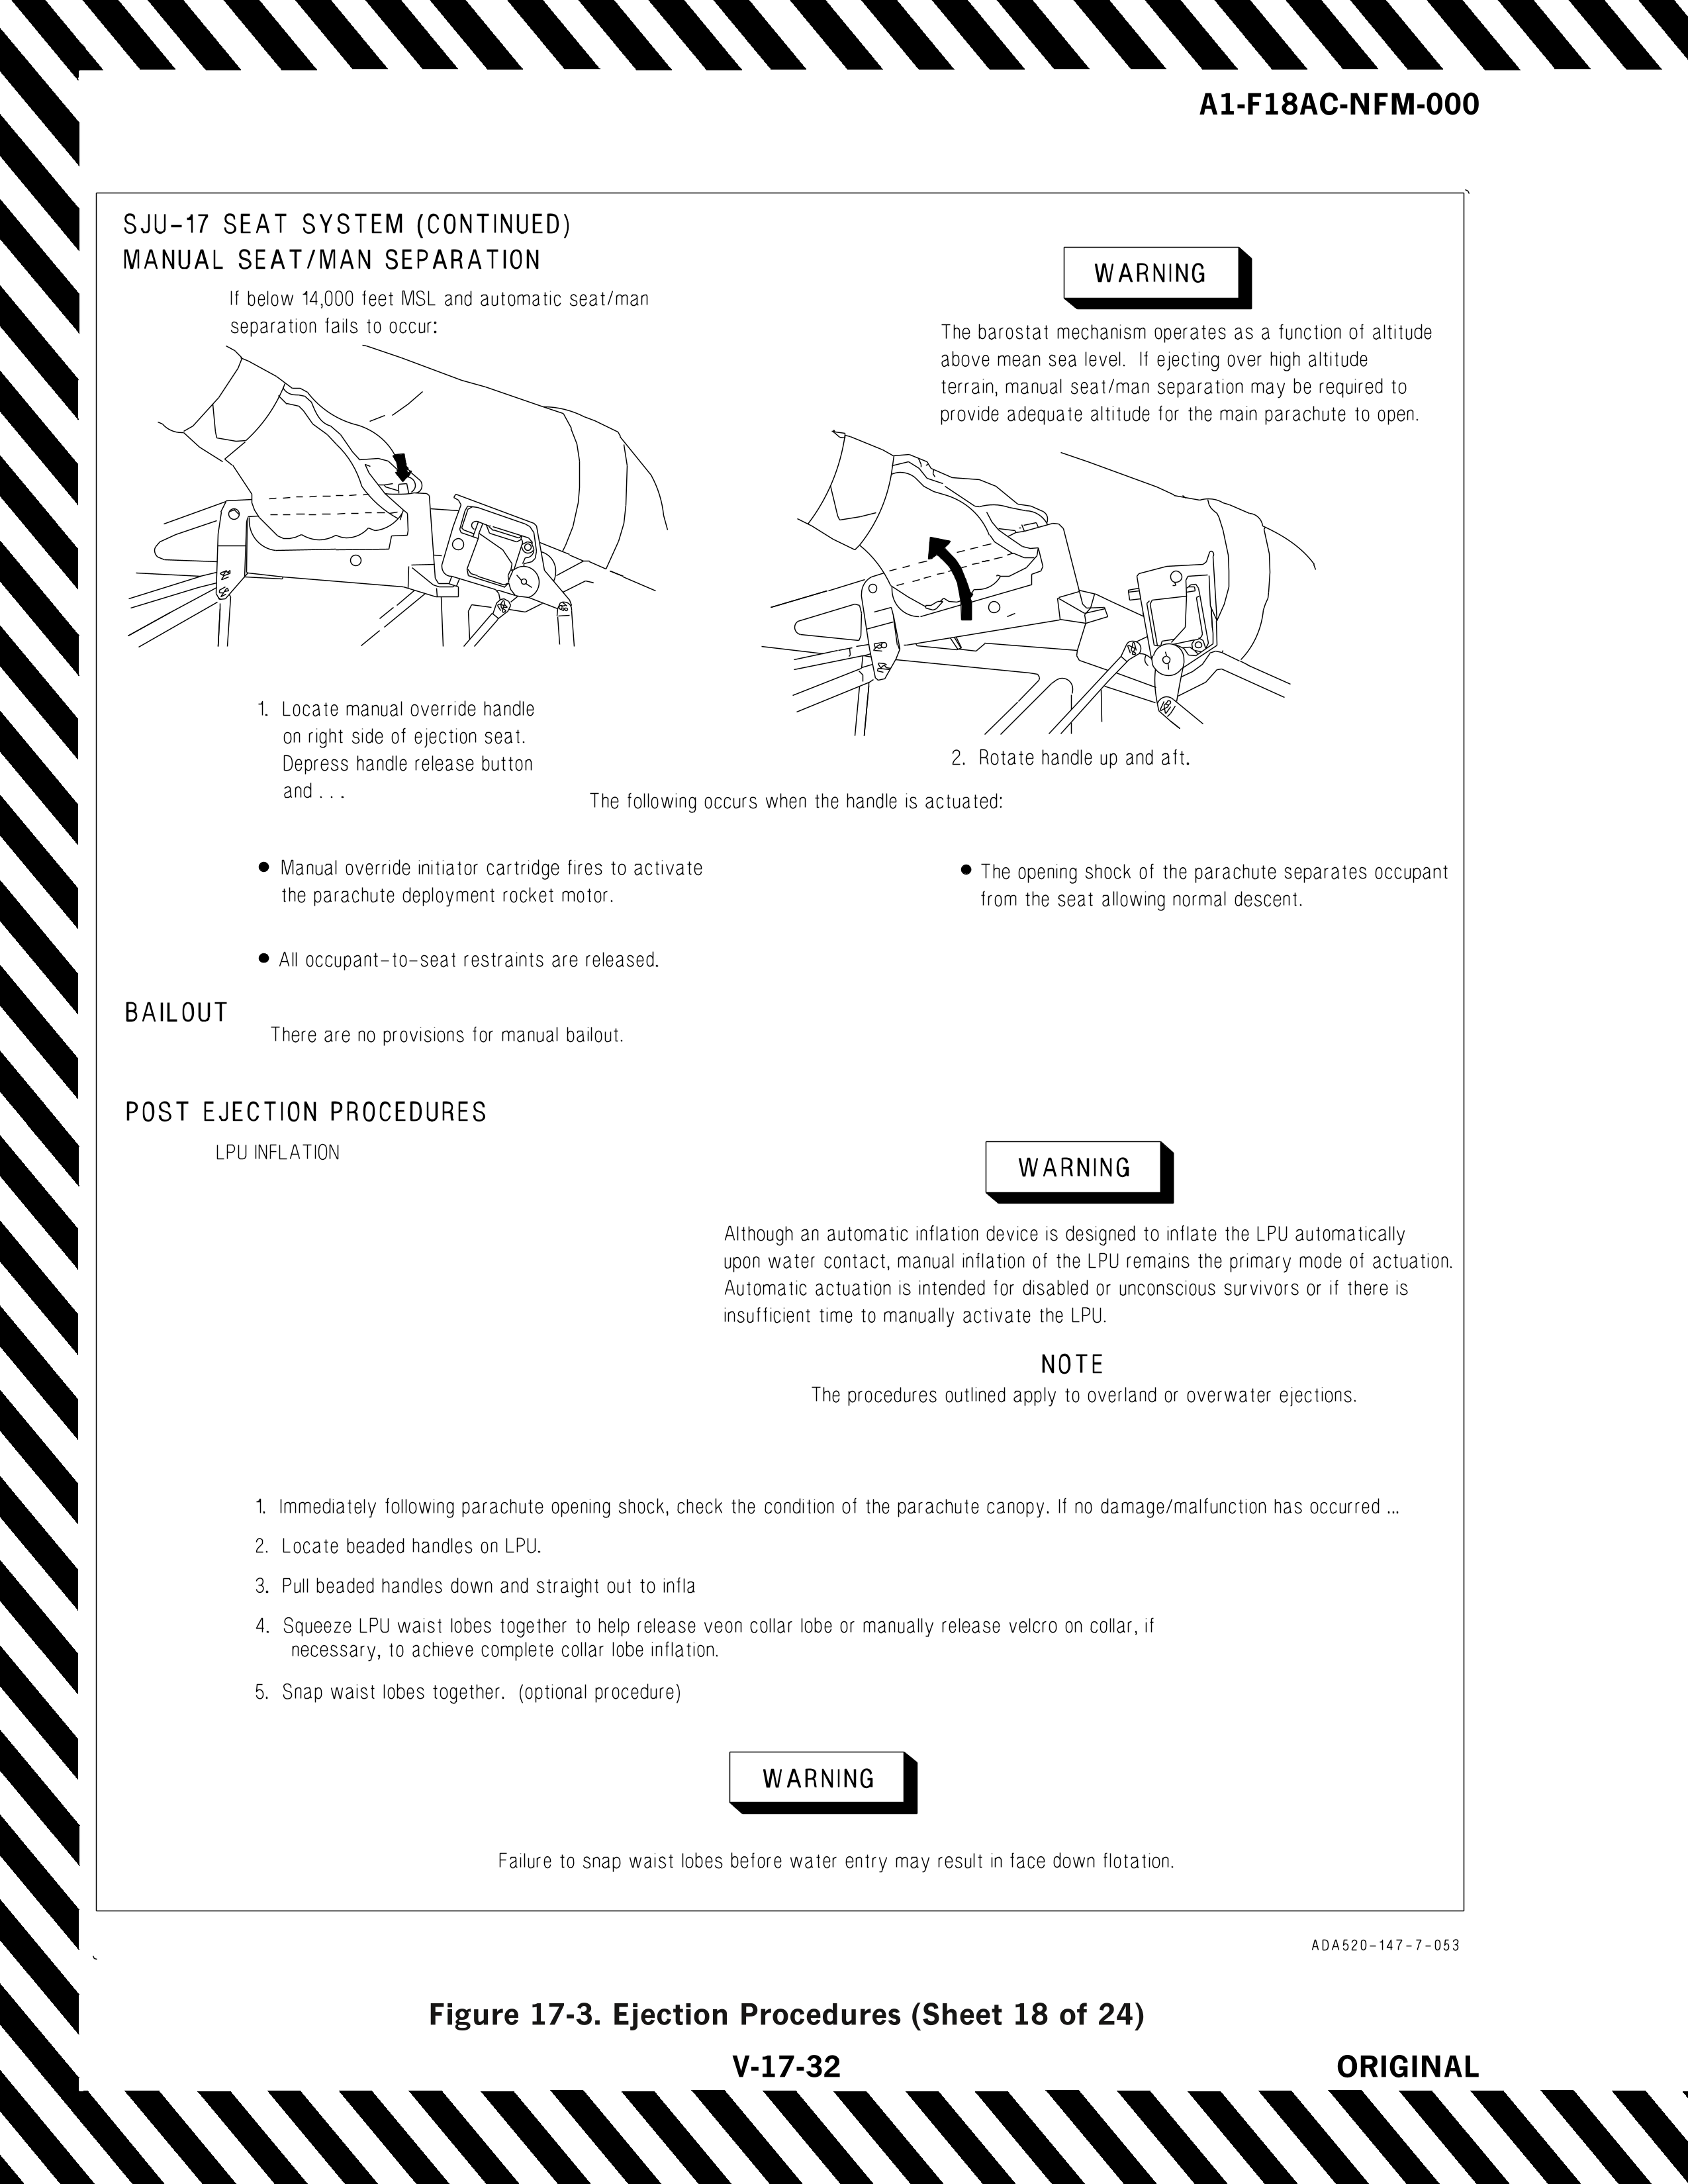 A1-F18AC-NFM-000
SJU-17 SEAT SYSTEM (CONTINUED)
MANUAL SEAT/MAN SEPARATION
If below 14,000 feet MSL and automatic seat/man
separation fails to occur:
WARNING
The barostat mechanism operates as a function of altitude
above mean sea level. If ejecting over high altitude
terrain, manual seat/man separation may be required to
provide adequate altitude for the main parachute to open.
1. Locate manual override handle
on right side of ejection seat.
Depress handle release button
and . . .
2. Rotate handle up and aft.
The following occurs when the handle is actuated:
● Manual override initiator cartridge fires to activate
the parachute deployment rocket motor.
● All occupant-to-seat restraints are released.
● The opening shock of the parachute separates occupant
from the seat allowing normal descent.
BAILOUT
There are no provisions for manual bailout.
POST EJECTION PROCEDURES
LPU INFLATION
WARNING
Although an automatic inflation device is designed to inflate the LPU automatically
upon water contact, manual inflation of the LPU remains the primary mode of actuation.
Automatic actuation is intended for disabled or unconscious survivors or if there is
insufficient time to manually activate the LPU.
NOTE
The procedures outlined apply to overland or overwater ejections.
1. Immediately following parachute opening shock, check the condition of the parachute canopy. If no damage/malfunction has occurred ...
2. Locate beaded handles on LPU.
3. Pull beaded handles down and straight out to infla
4. Squeeze LPU waist lobes together to help release veon collar lobe or manually release velcro on collar, if
necessary, to achieve complete collar lobe inflation.
5. Snap waist lobes together. (optional procedure)
WARNING
Failure to snap waist lobes before water entry may result in face down flotation.
ADA520-147-7-053
Figure 17-3. Ejection Procedures (Sheet 18 of 24)
V-17-32
ORIGINAL